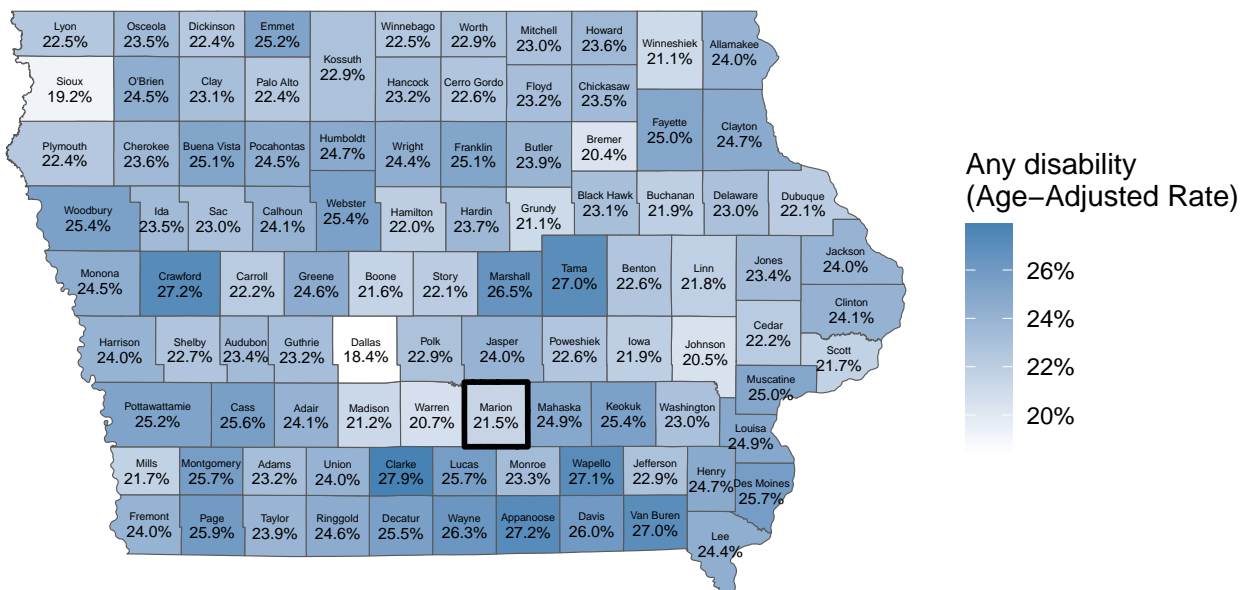 Lyon
22.5%
Osceola
23.5%
Dickinson
22.4%
Emmet
25.2%
Kossuth
22.9%
Winnebago
22.5%
Worth
22.9%
Mitchell
23.0%
Howard
23.6%
Winneshiek
21.1%
Allamakee
24.0%
Sioux
19.2%
O'Brien
24.5%
Clay
23.1%
Palo Alto
22.4%
Hancock
23.2%
Cerro Gordo
22.6%
Floyd
23.2%
Chickasaw
23.5%
Fayette
25.0%
Clayton
24.7%
Plymouth
22.4%
Cherokee
23.6%
Buena Vista
25.1%
Pocahontas
24.5%
Humboldt
24.7%
Wright
24.4%
Franklin
25.1%
Butler
23.9%
Bremer
20.4%
Woodbury
25.4%
Ida
23.5%
Sac
23.0%
Calhoun
24.1%
Webster
25.4%
Hamilton
22.0%
Hardin
23.7%
Grundy
21.1%
Black Hawk
23.1%
Buchanan
21.9%
Delaware
23.0%
Dubuque
22.1%
Monona
24.5%
Crawford
27.2%
Carroll
22.2%
Greene
24.6%
Boone
21.6%
Story
22.1%
Marshall
26.5%
Tama
27.0%
Benton
22.6%
Linn
21.8%
Jones
23.4%
Jackson
24.0%
Clinton
24.1%
Harrison
24.0%
Shelby
22.7%
Audubon
23.4%
Guthrie
23.2%
Dallas
18.4%
Polk
22.9%
Jasper
24.0%
Poweshiek
22.6%
Iowa
21.9%
Johnson
20.5%
Cedar
22.2%
Scott
21.7%
Muscatine
25.0%
Pottawattamie
25.2%
Cass
25.6%
Adair
24.1%
Madison
21.2%
Warren
20.7%
Marion
21.5%
Mahaska
24.9%
Keokuk
25.4%
Washington
23.0%
Louisa
24.9%
Mills
21.7%
Montgomery
25.7%
Adams
23.2%
Union
24.0%
Clarke
27.9%
Lucas
25.7%
Monroe
23.3%
Wapello
27.1%
Jefferson
22.9%
Henry
24.7%
Des Moines
25.7%
Fremont
24.0%
Page
25.9%
Taylor
23.9%
Ringgold
24.6%
Decatur
25.5%
Wayne
26.3%
Appanoose
27.2%
Davis
26.0%
Van Buren
27.0%
Lee
24.4%
Any disability
(Age−Adjusted Rate)
26%
24%
22%
20%